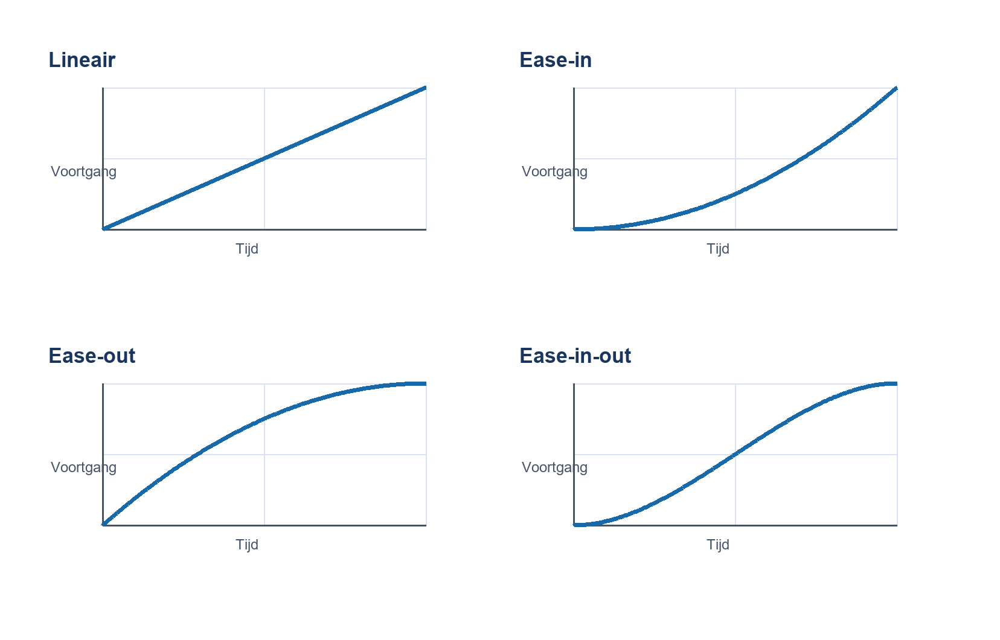 Lineair
Voortgang
Tijd
Ease-in
Voortgang
Tijd
Ease-out
Voortgang
Tijd
Ease-in-out
Voortgang
Tijd